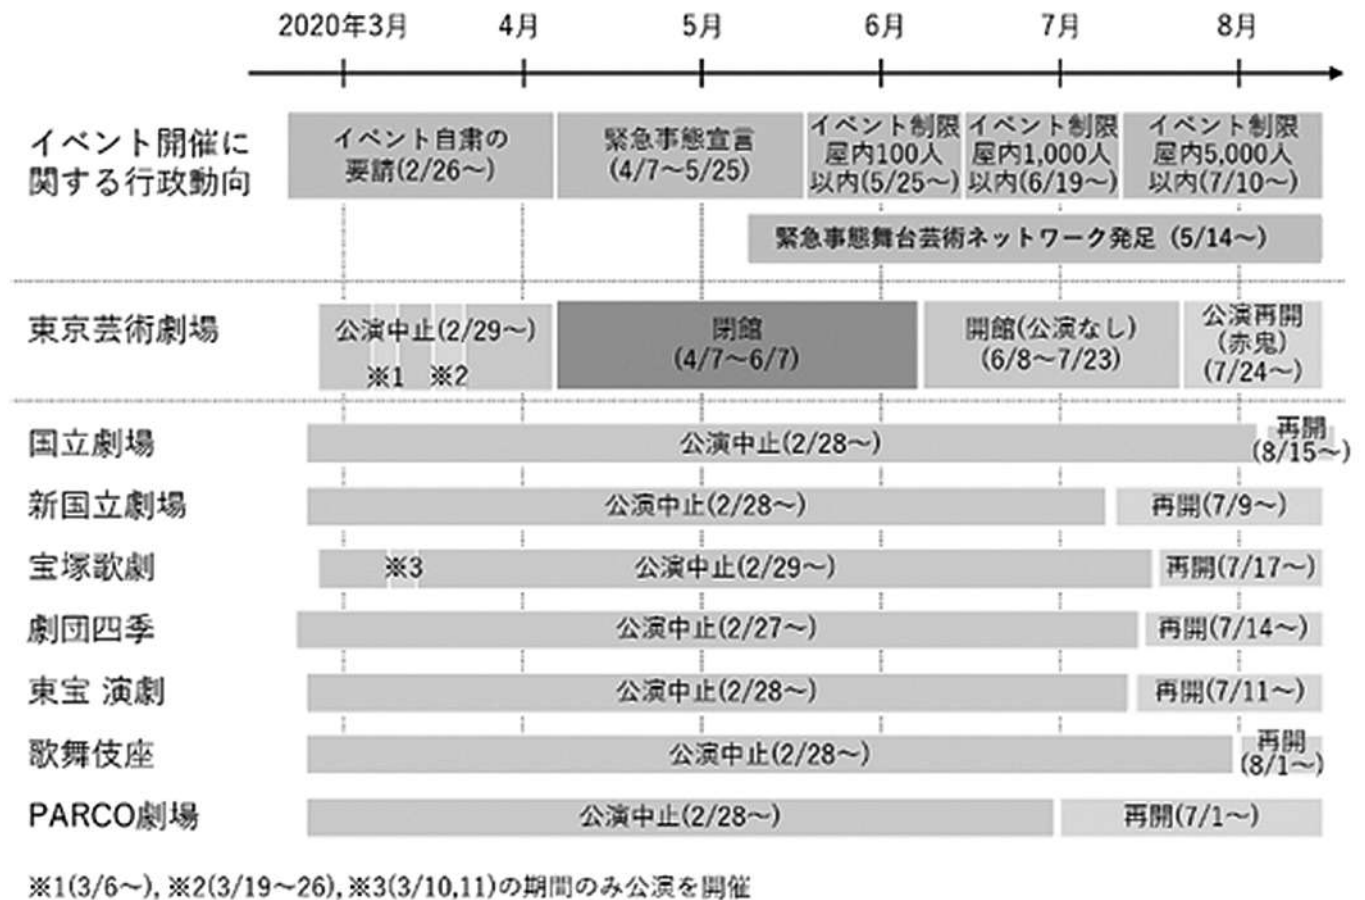 2020年3月 4月 5月 6月 7月 8月
イベント開催に
関する行政動向
イベント自粛の
要請(2/26～)
緊急事態宣言
(4/7～5/25)
イベント制限
屋内100人
以内(5/25～)
イベント制限
屋内1,000人
以内(6/19～)
イベント制限
屋内5,000人
以内(7/10～)
緊急事態舞台芸術ネットワーク発足 (5/14～)
東京芸術劇場
公演中止(2/29～)
※1 ※2
閉館
(4/7～6/7)
開館(公演なし)
(6/8～7/23)
公演再開
(赤鬼)
(7/24～)
国立劇場 公演中止(2/28～)
再開
(8/15～)
新国立劇場 公演中止(2/28～) 再開(7/9～)
宝塚歌劇 ※3 公演中止(2/29～) 再開(7/17～)
劇団四季 公演中止(2/27～) 再開(7/14～)
東宝 演劇 公演中止(2/28～) 再開(7/11～)
歌舞伎座 公演中止(2/28～)
再開
(8/1～)
PARCO劇場 公演中止(2/28～) 再開(7/1～)
※1(3/6～), ※2(3/19～26), ※3(3/10,11)の期間のみ公演を開催